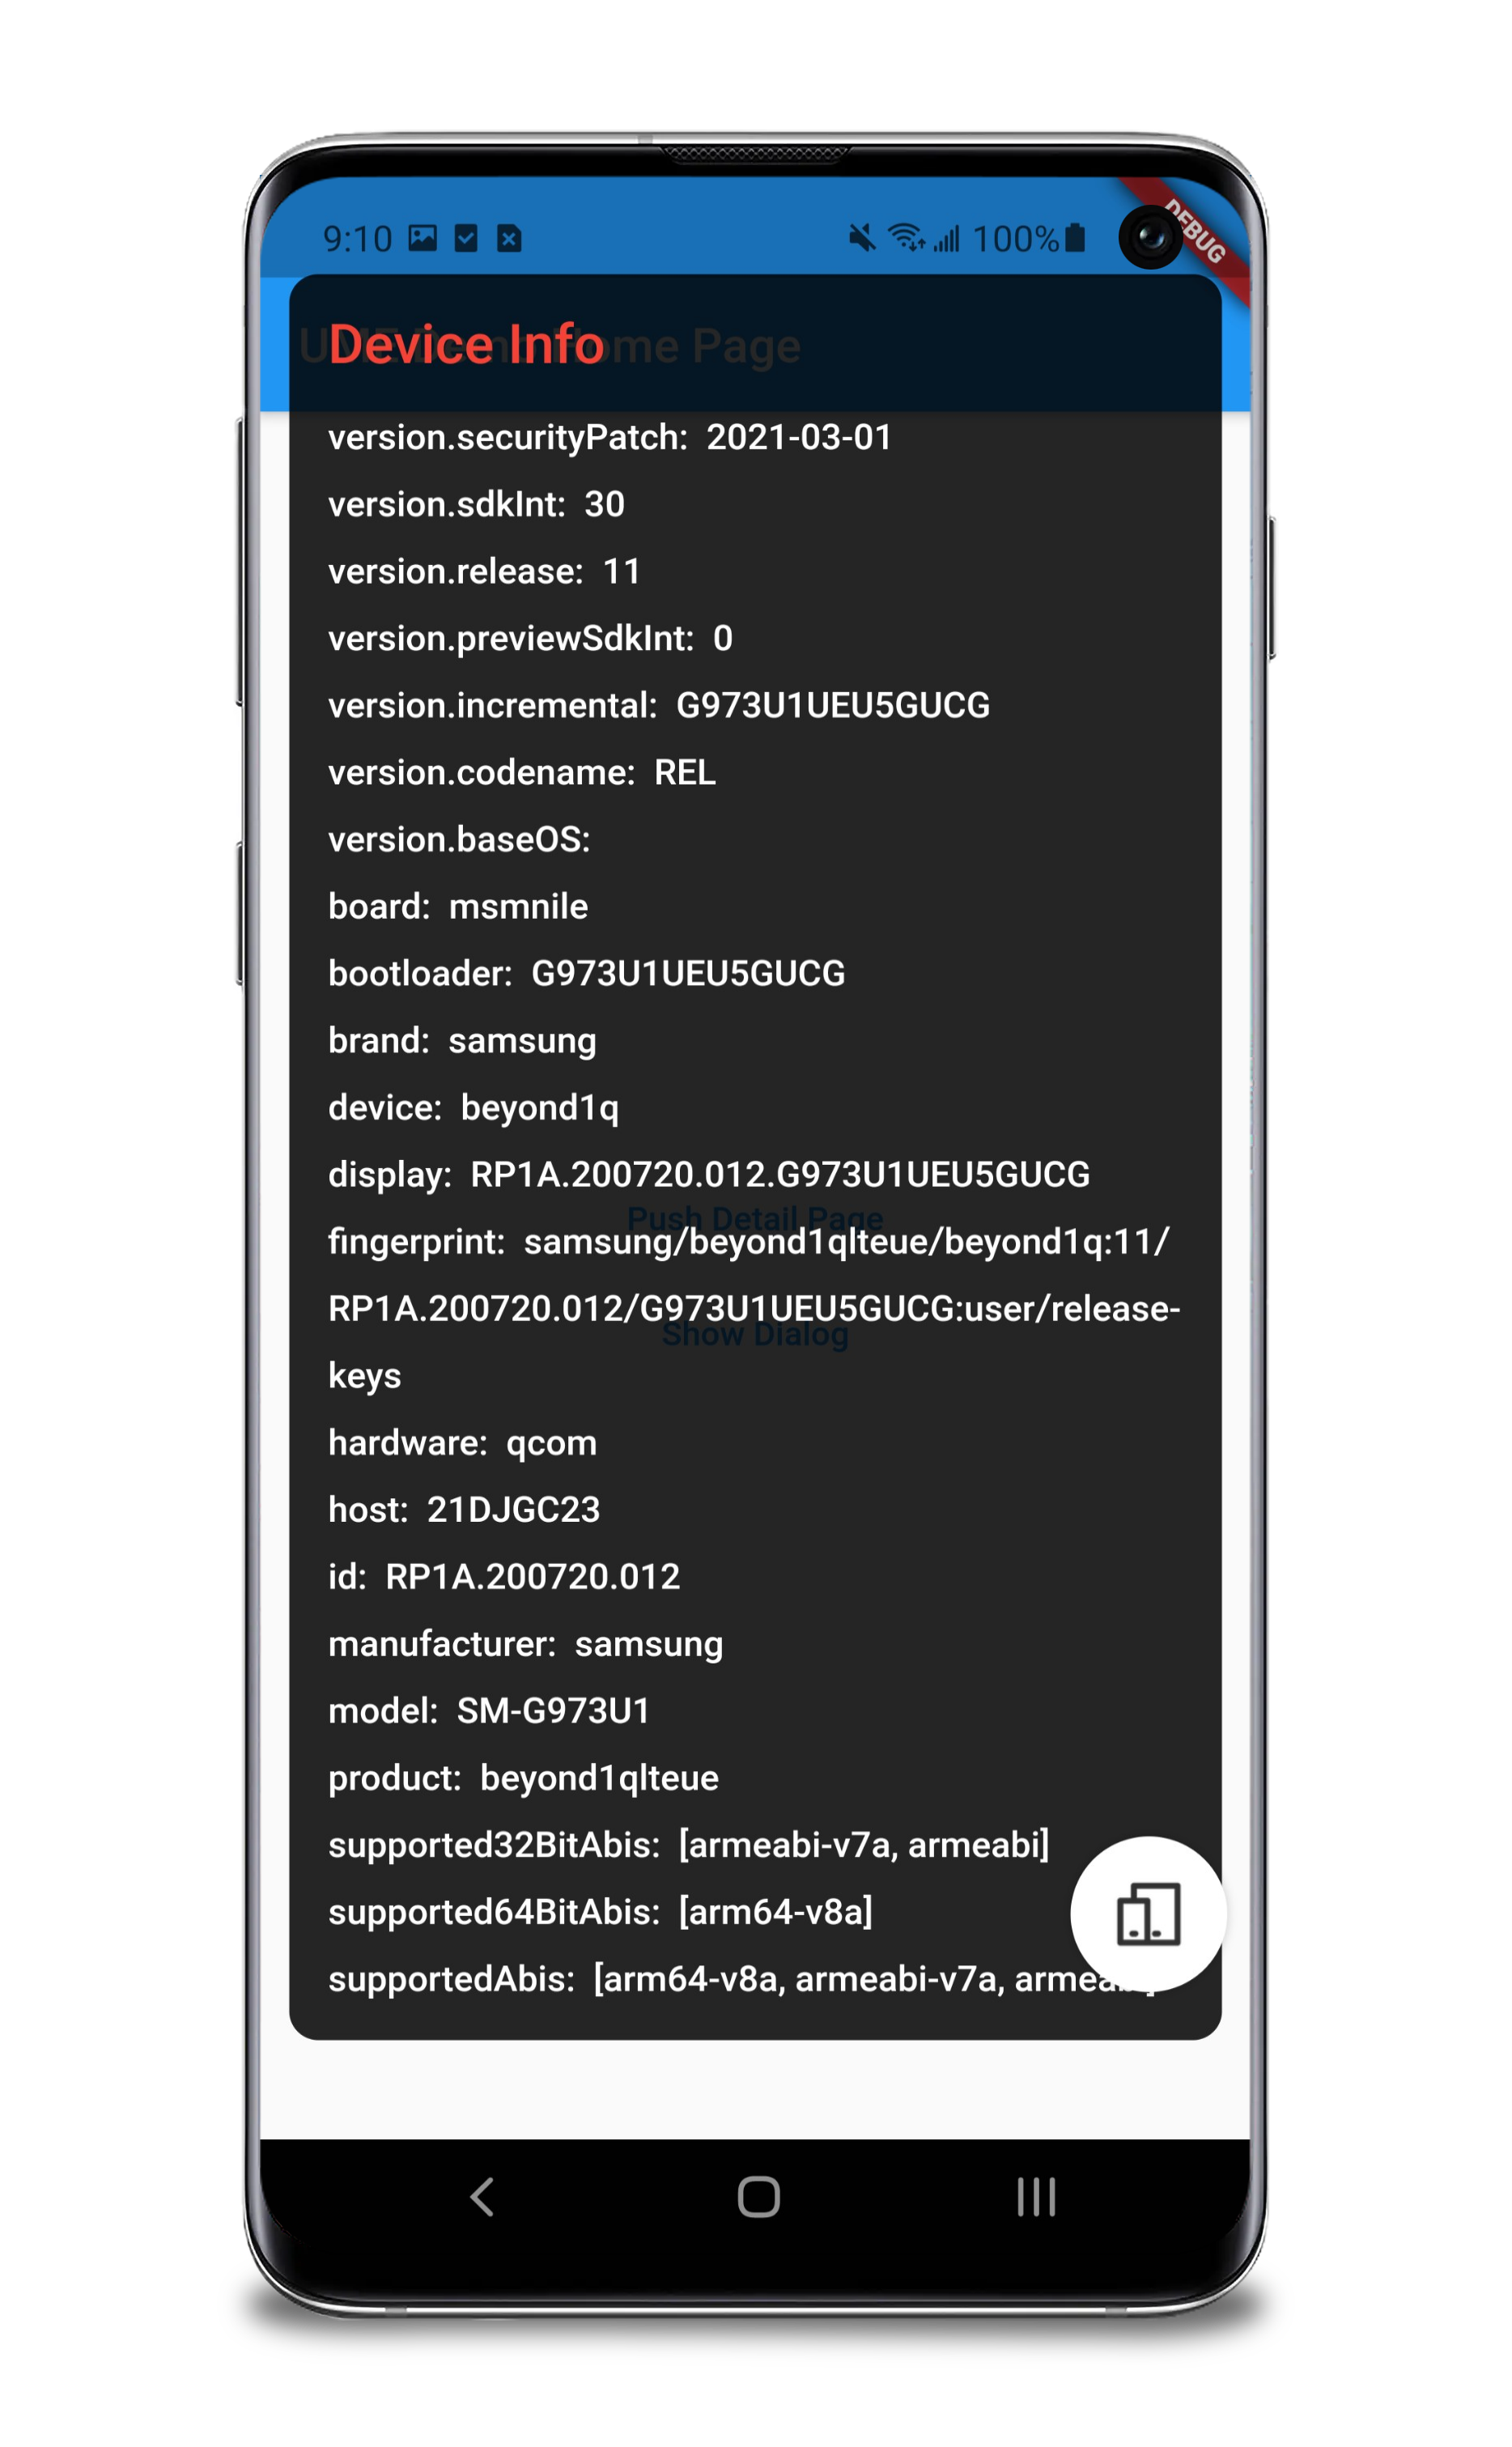 9:10 100%
DEBUG
UME Demo Home Page
Device Info
version.securityPatch: 2021-03-01
version.sdkInt: 30
version.release: 11
version.previewSdkInt: 0
version.incremental: G973U1UEU5GUCG
version.codename: REL
version.baseOS:
board: msmnile
bootloader: G973U1UEU5GUCG
brand: samsung
device: beyond1q
display: RP1A.200720.012.G973U1UEU5GUCG
Push Detail Page
fingerprint: samsung/beyond1qlteue/beyond1q:11/
RP1A.200720.012/G973U1UEU5GUCG:user/release-
Show Dialog
keys
hardware: qcom
host: 21DJGC23
id: RP1A.200720.012
manufacturer: samsung
model: SM-G973U1
product: beyond1qlteue
supported32BitAbis: [armeabi-v7a, armeabi]
supported64BitAbis: [arm64-v8a]
supportedAbis: [arm64-v8a, armeabi-v7a, armeabi]